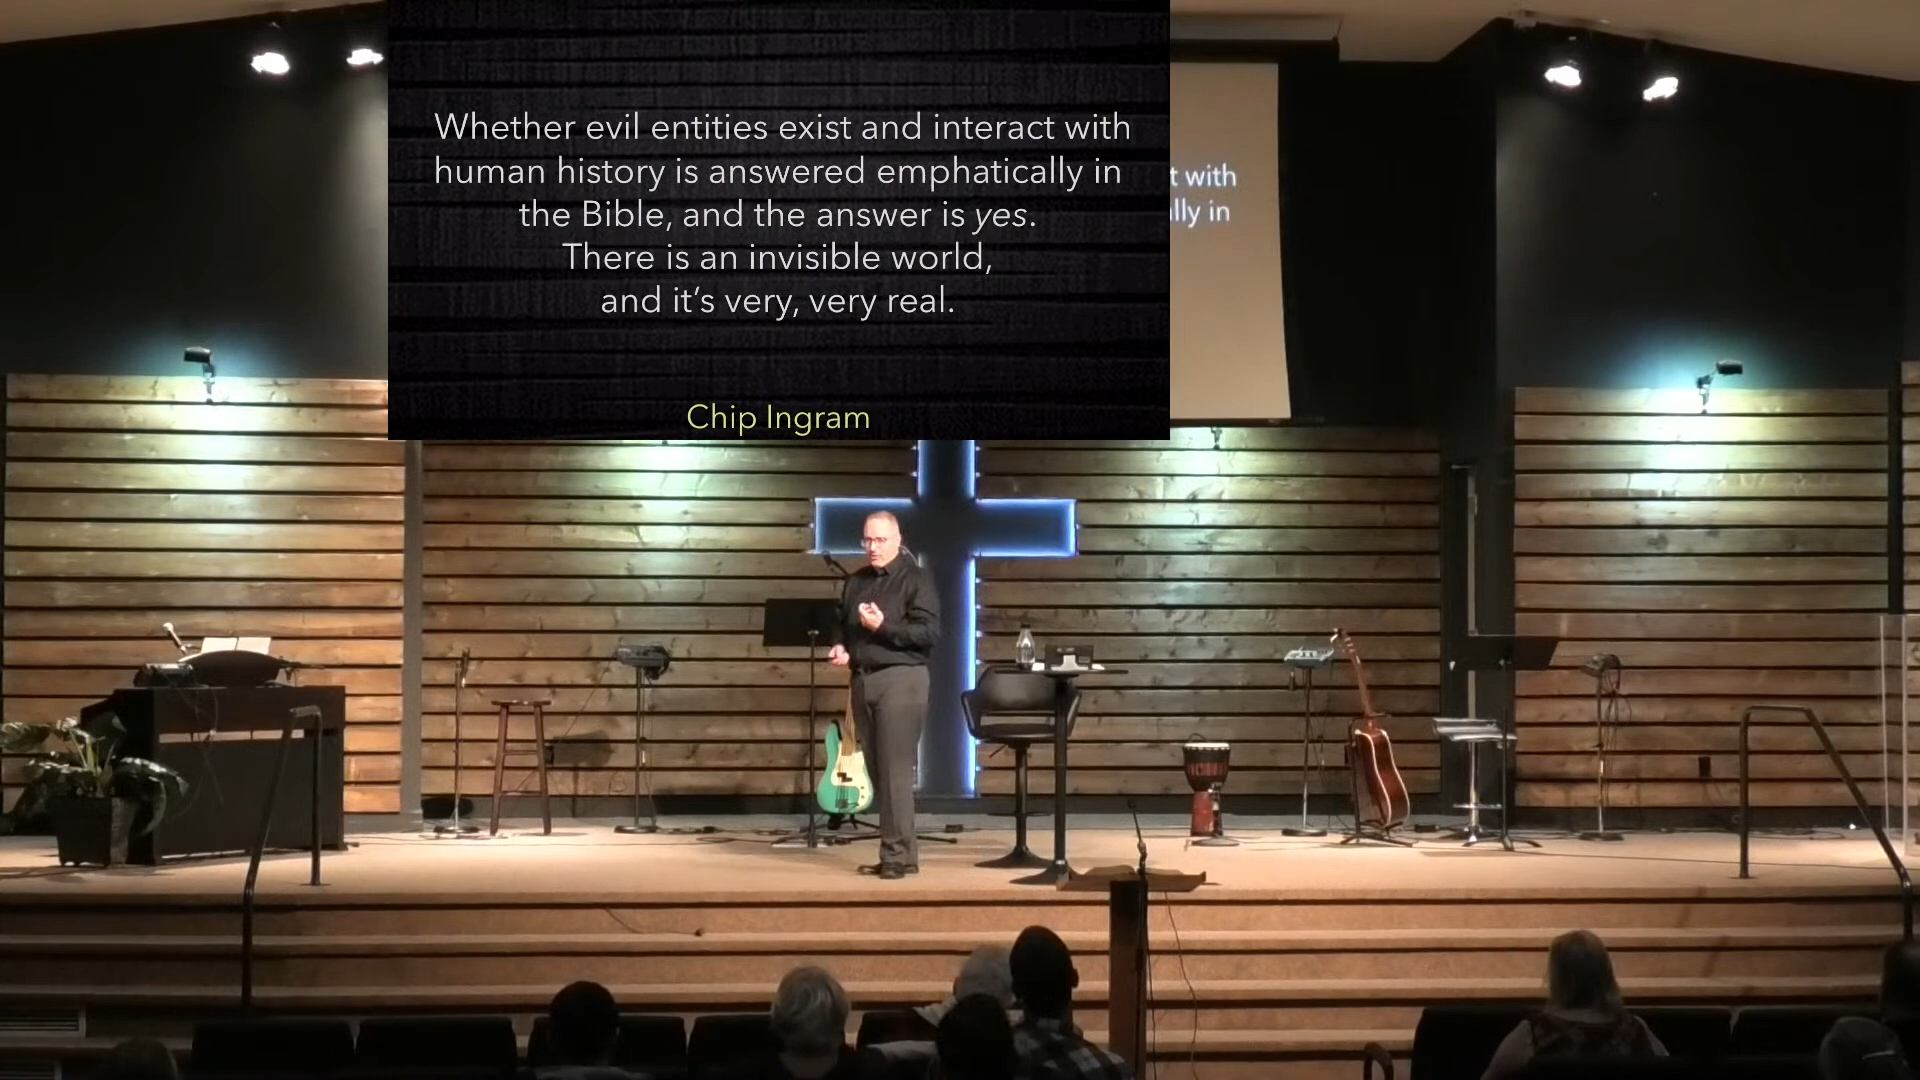 Whether evil entities exist and interact with
human history is answered emphatically in
the Bible, and the answer is yes.
There is an invisible world,
and it's very, very real.
Chip Ingram
t with
lly in